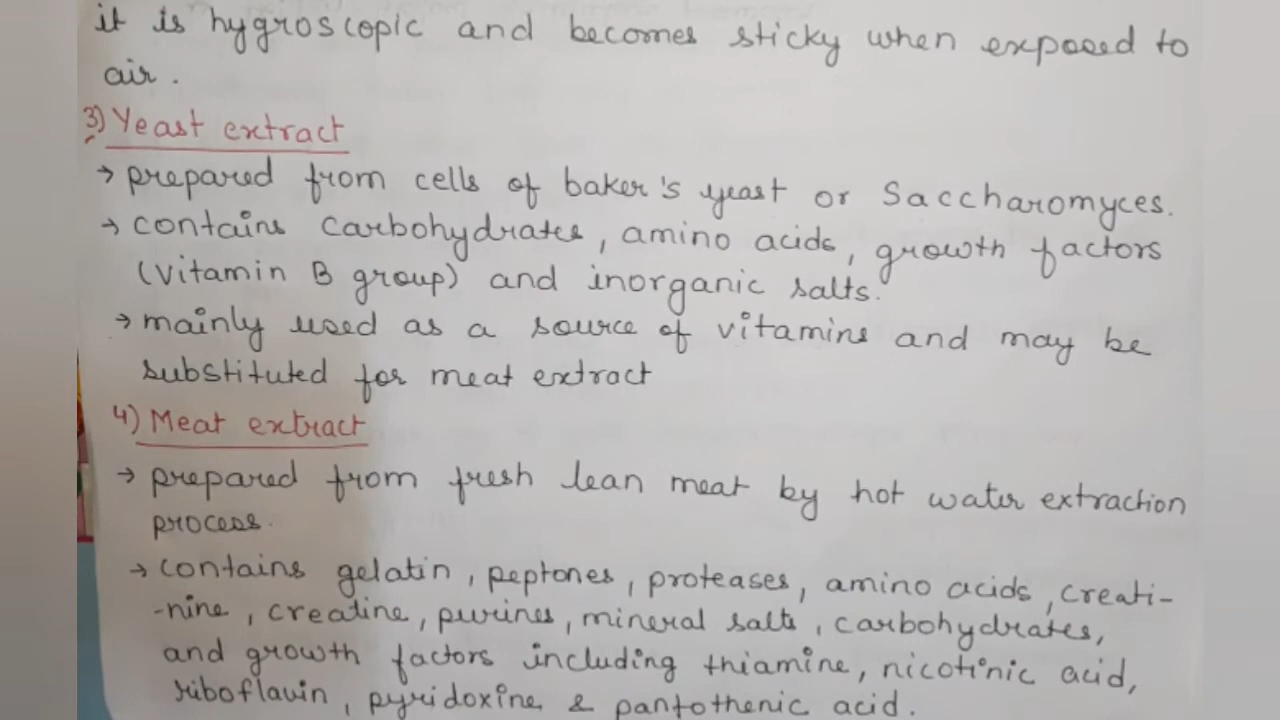 it is hygroscopic and becomes sticky when exposed to
air.
3) Yeast extract
→ prepared from cells of baker's yeast or Saccharomyces.
→ contains carbohydrates, amino acids, growth factors
(vitamin B group) and inorganic salts.
→ mainly used as a source of vitamins and may be
substituted for meat extract
4) Meat extract
→ prepared from fresh lean meat by hot water extraction
process.
→ contains gelatin, peptones, proteases, amino acids, creati-
-nine, creatine, purines, mineral salts, carbohydrates,
and growth factors including thiamine, nicotinic acid,
riboflavin, pyridoxine & pantothenic acid.